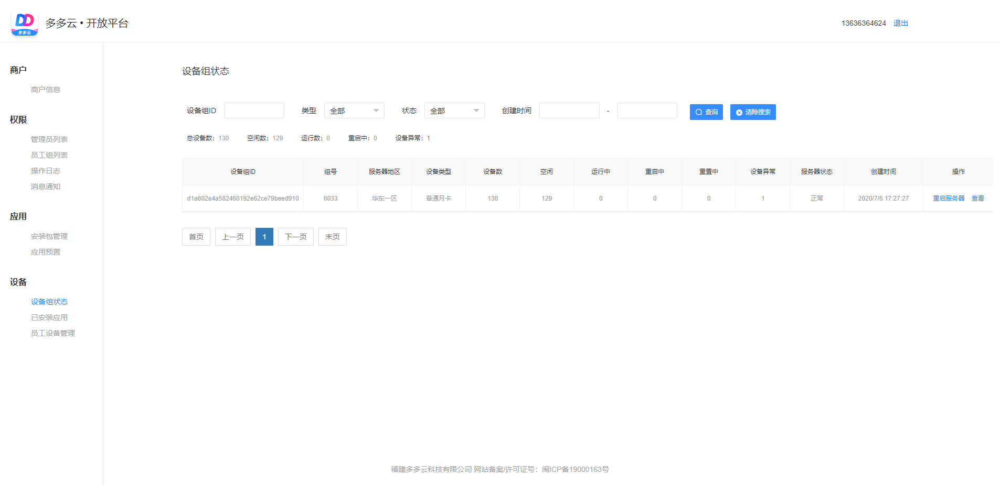 DD
多多云
多多云 • 开放平台
13636364624 退出
商户
商户信息
权限
管理员列表
员工组列表
操作日志
消息通知
应用
安装包管理
应用预置
设备
设备组状态
已安装应用
员工设备管理
设备组状态
设备组ID 类型 全部 状态 全部 创建时间 - 查询 清除搜索
总设备数：130 空闲数：129 运行数：0 重启中：0 设备异常：1
设备组ID 组号 服务器地区 设备类型 设备数 空闲 运行中 重启中 重置中 设备异常 服务器状态 创建时间 操作
d1a802a4a582460192e62ce79beed910 6033 华东一区 普通月卡 130 129 0 0 0 1 正常 2020/7/6 17:27:27 重启服务器 查看
首页 上一页 1 下一页 末页
福建多多云科技有限公司 网站备案/许可证号：闽ICP备19000163号